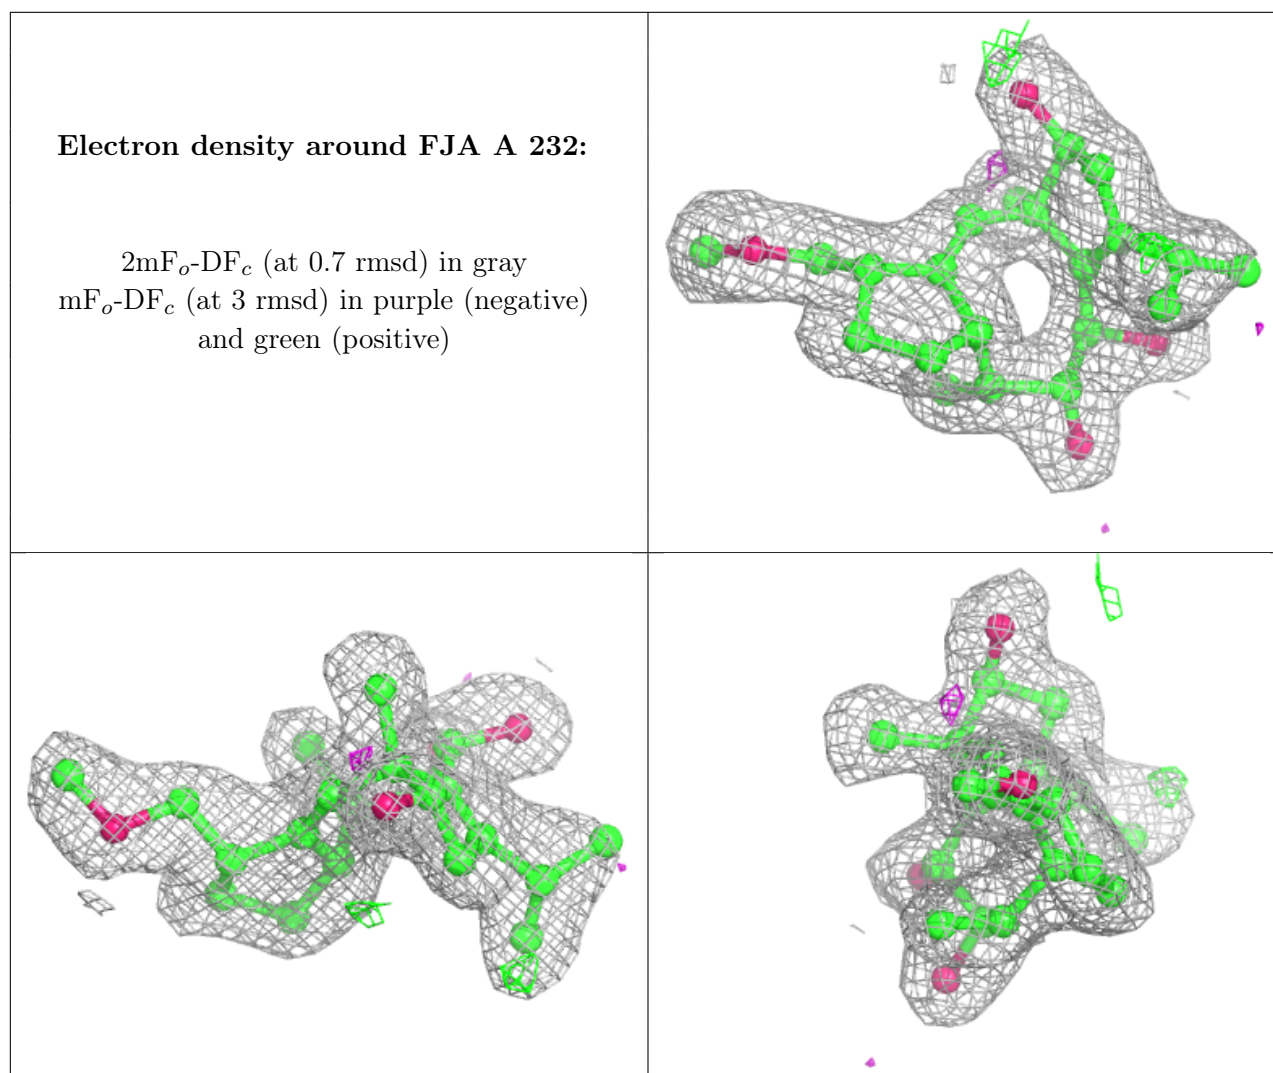 Electron density around FJA A 232:
2mFo-DFc (at 0.7 rmsd) in gray
mFo-DFc (at 3 rmsd) in purple (negative)
and green (positive)